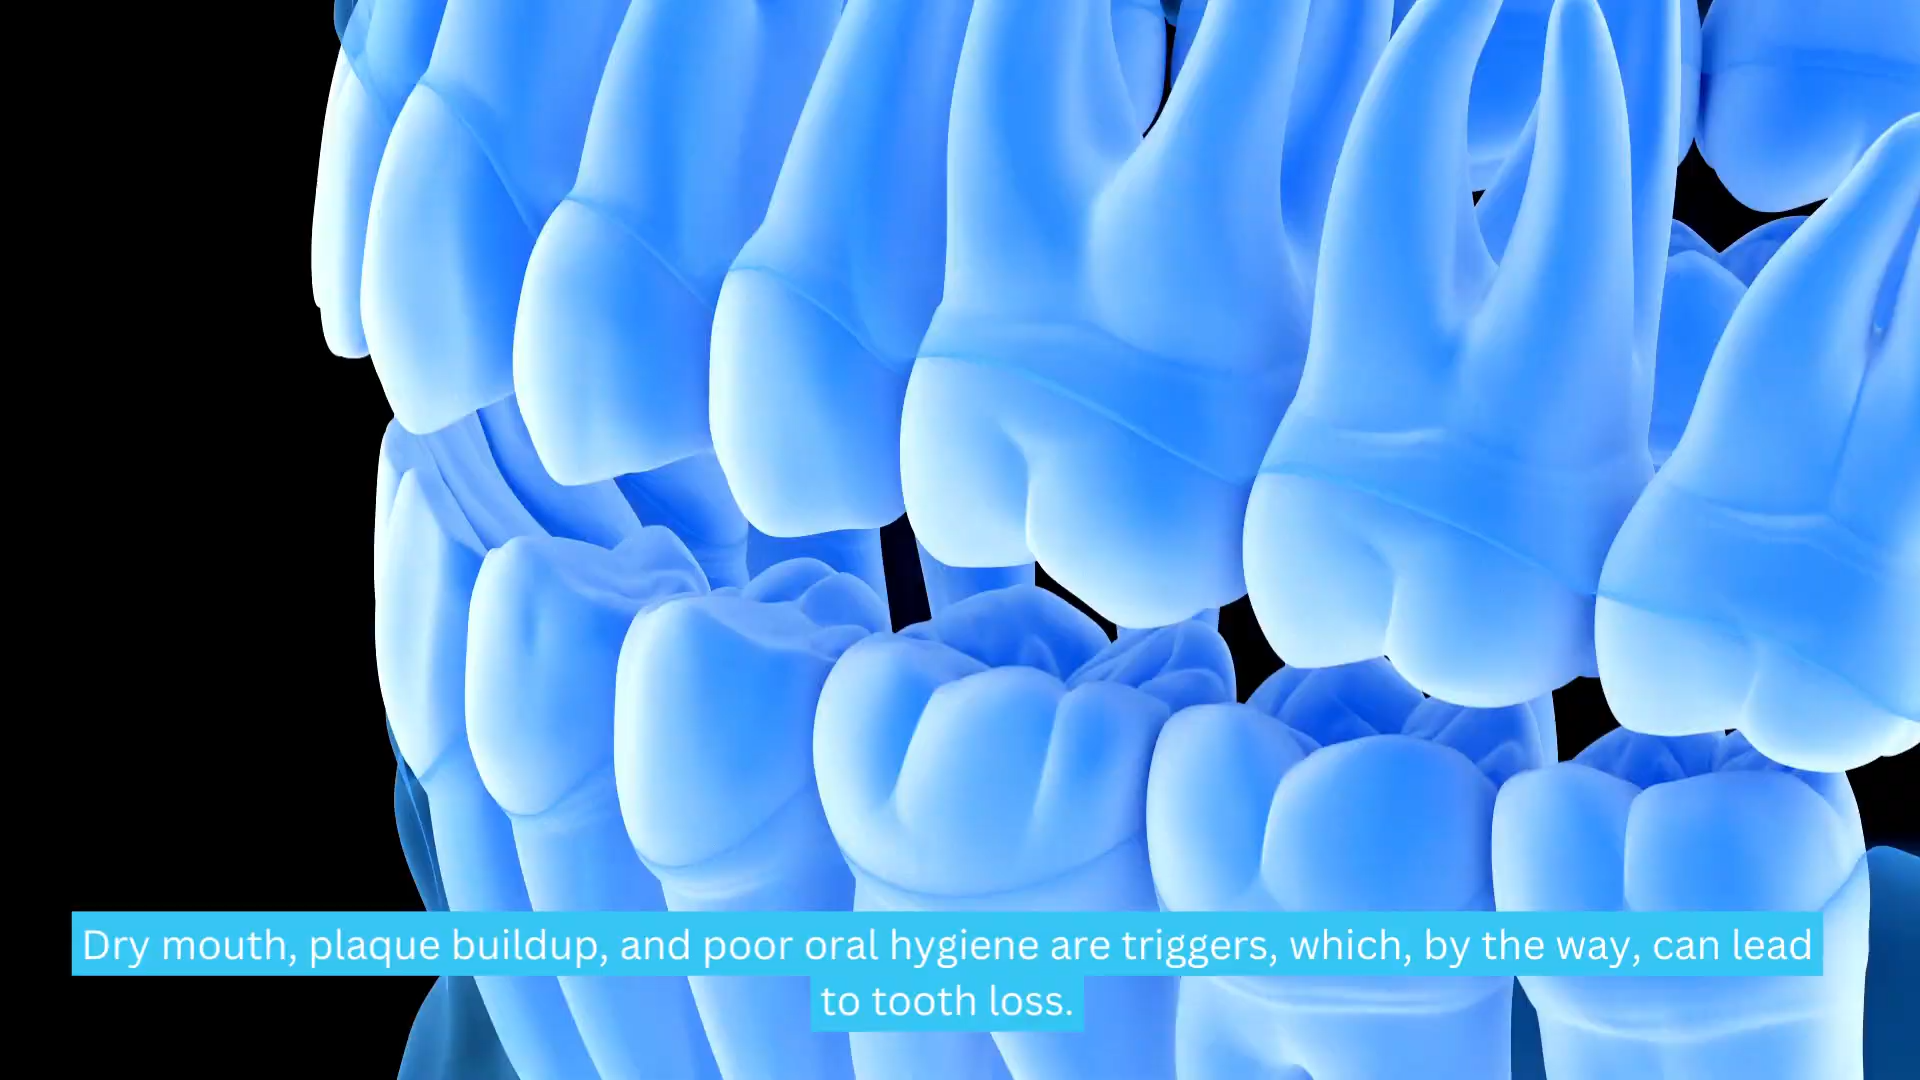 Dry mouth, plaque buildup, and poor oral hygiene are triggers, which, by the way, can lead
to tooth loss.